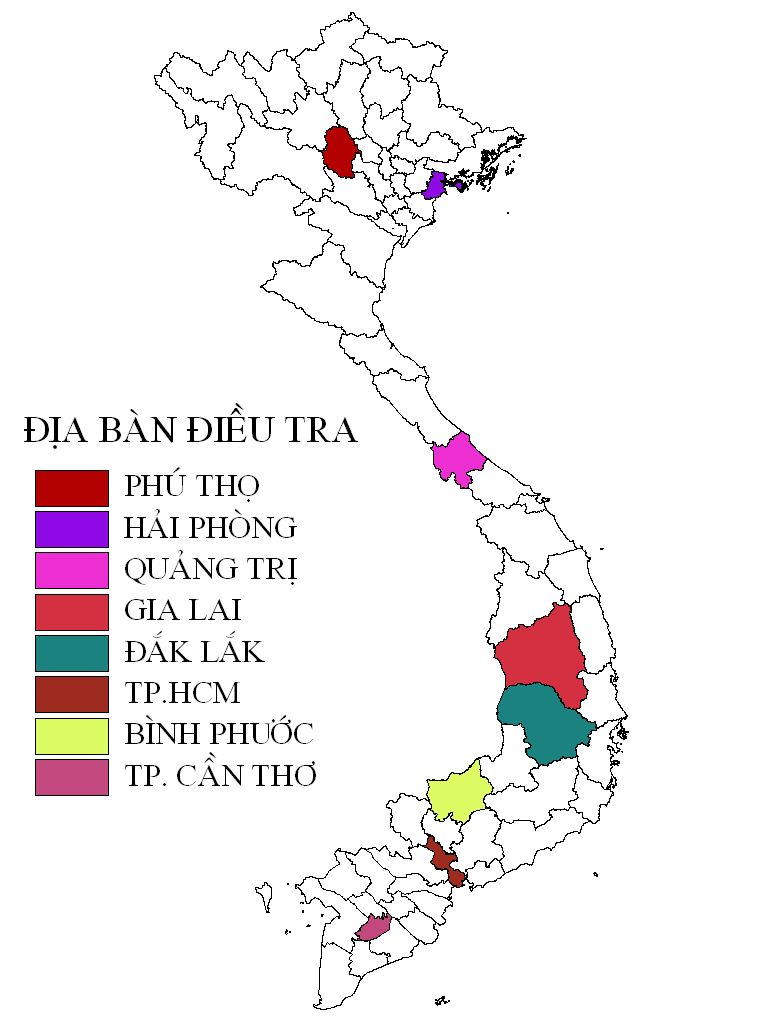 ĐỊA BÀN ĐIỀU TRA
PHÚ THỌ
HẢI PHÒNG
QUẢNG TRỊ
GIA LAI
ĐẮK LẮK
TP.HCM
BÌNH PHƯỚC
TP. CẦN THƠ